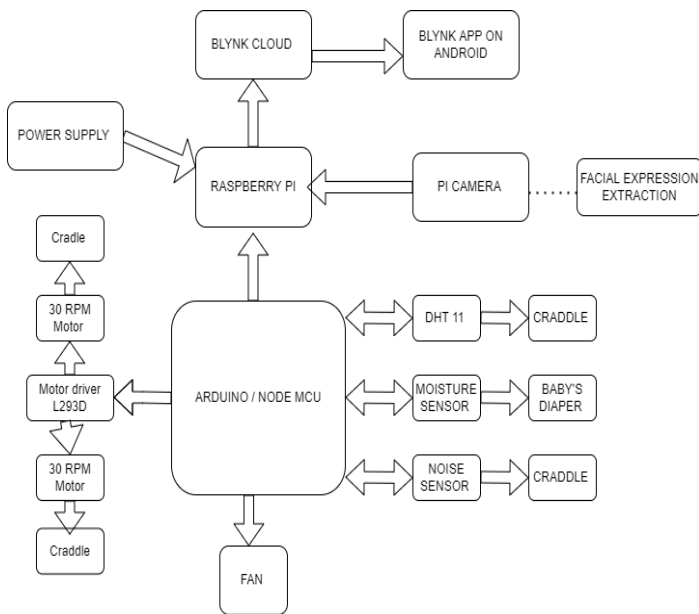 BLYNK CLOUD
BLYNK APP ON
ANDROID
POWER SUPPLY
RASPBERRY PI
PI CAMERA
FACIAL EXPRESSION
EXTRACTION
Cradle
30 RPM
Motor
Motor driver
L293D
30 RPM
Motor
Craddle
ARDUINO / NODE MCU
DHT 11
CRADDLE
MOISTURE
SENSOR
BABY'S
DIAPER
NOISE
SENSOR
CRADDLE
FAN